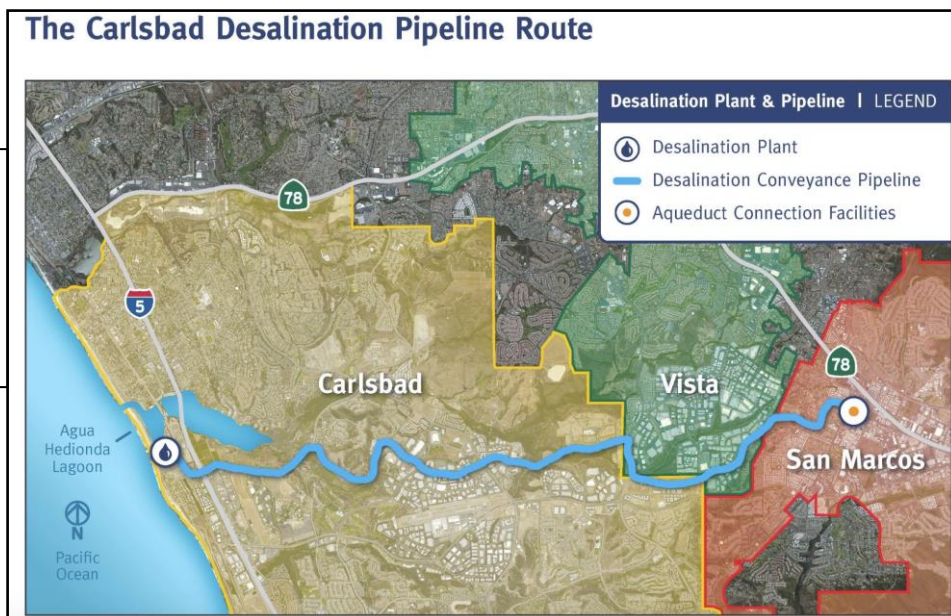 The Carlsbad Desalination Pipeline Route
Desalination Plant & Pipeline | LEGEND
Desalination Plant
Desalination Conveyance Pipeline
Aqueduct Connection Facilities
78
5
Carlsbad
Vista
78
San Marcos
Agua
Hedionda
Lagoon
N
Pacific
Ocean